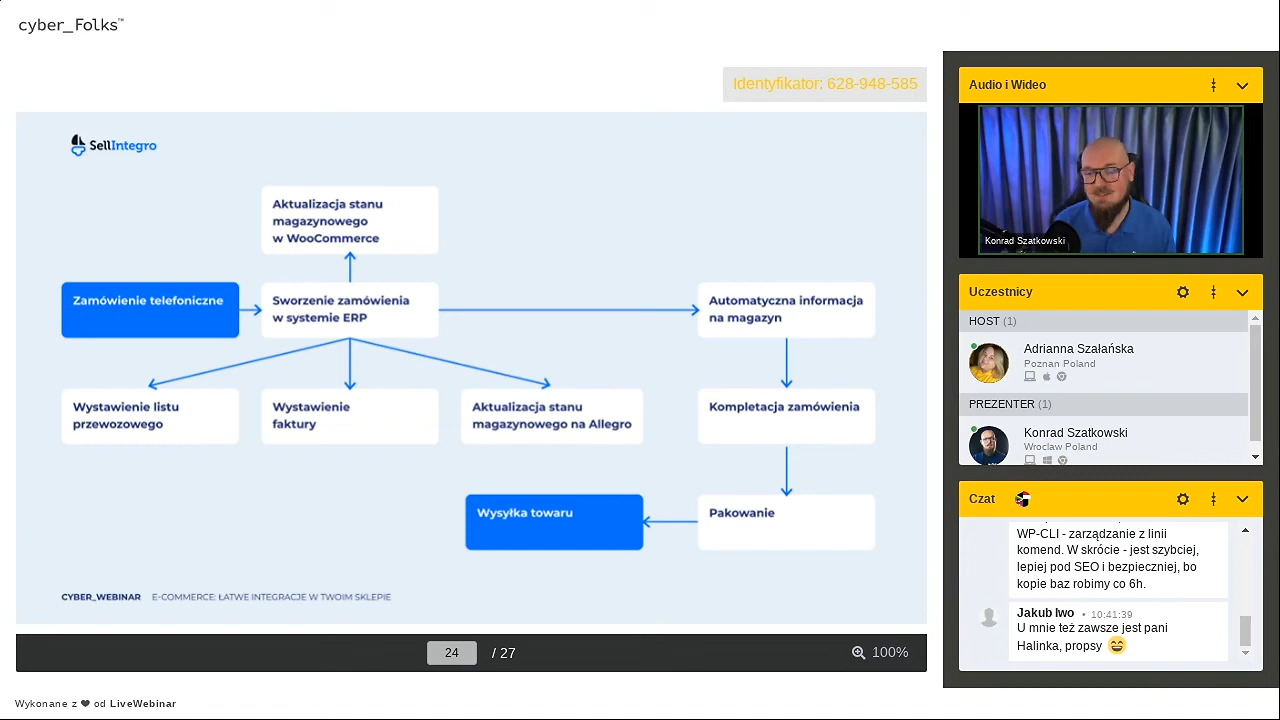 cyber_Folks™
Identyfikator: 628-948-585
SellIntegro
Aktualizacja stanu
magazynowego
w WooCommerce
Zamówienie telefoniczne
Sworzenie zamówienia
w systemie ERP
Automatyczna informacja
na magazyn
Wystawienie listu
przewozowego
Wystawienie
faktury
Aktualizacja stanu
magazynowego na Allegro
Kompletacja zamówienia
Wysyłka towaru
Pakowanie
CYBER_WEBINAR E-COMMERCE: ŁATWE INTEGRACJE W TWOIM SKLEPIE
24 / 27
100%
Wykonane z ❤ od LiveWebinar
Audio i Wideo
Konrad Szatkowski
Uczestnicy
HOST (1)
Adrianna Szałańska
Poznan Poland
PREZENTER (1)
Konrad Szatkowski
Wroclaw Poland
Czat
WP-CLI - zarządzanie z linii
komend. W skrócie - jest szybciej,
lepiej pod SEO i bezpieczniej, bo
kopie baz robimy co 6h.
Jakub Iwo • 10:41:39
U mnie też zawsze jest pani
Halinka, propsy 😄